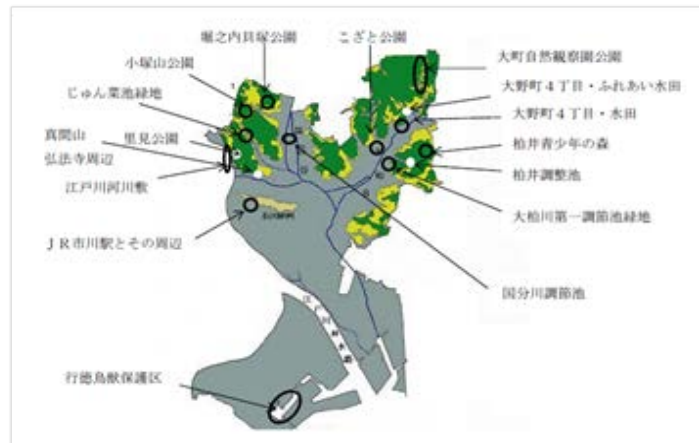 堀之内貝塚公園
こざと公園
小塚山公園
大町自然観察園公園
じゅん菜池緑地
大野町4丁目・ふれあい水田
真間山
弘法寺周辺
里見公園
大野町4丁目・水田
柏井青少年の森
江戸川河川敷
柏井調整池
大柏川第一調節池緑地
JR市川駅とその周辺
国分川調節池
江戸川放水路
行徳鳥獣保護区